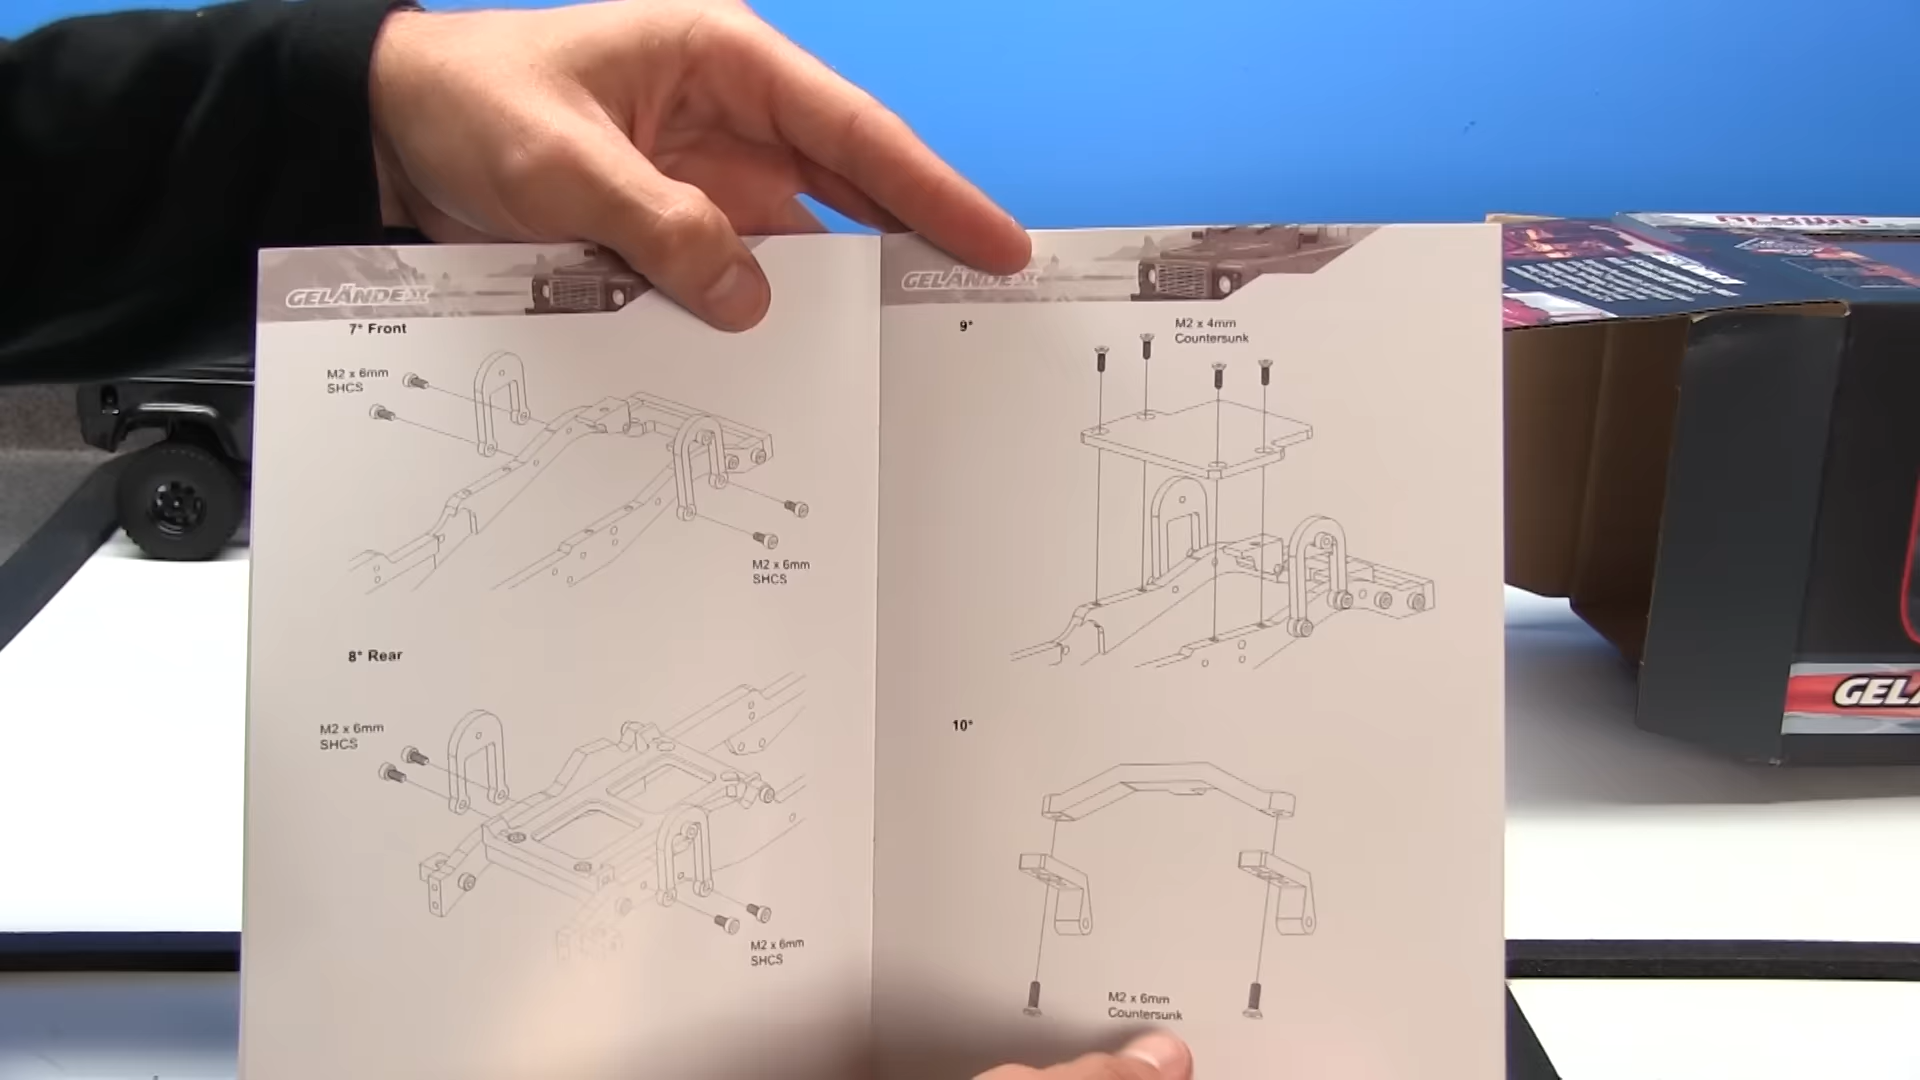 GELÄNDE II
7* Front
M2 x 6mm
SHCS
M2 x 6mm
SHCS
8* Rear
M2 x 6mm
SHCS
M2 x 6mm
SHCS
GELÄNDE II
9*
M2 x 4mm
Countersunk
10*
M2 x 6mm
Countersunk
GEL